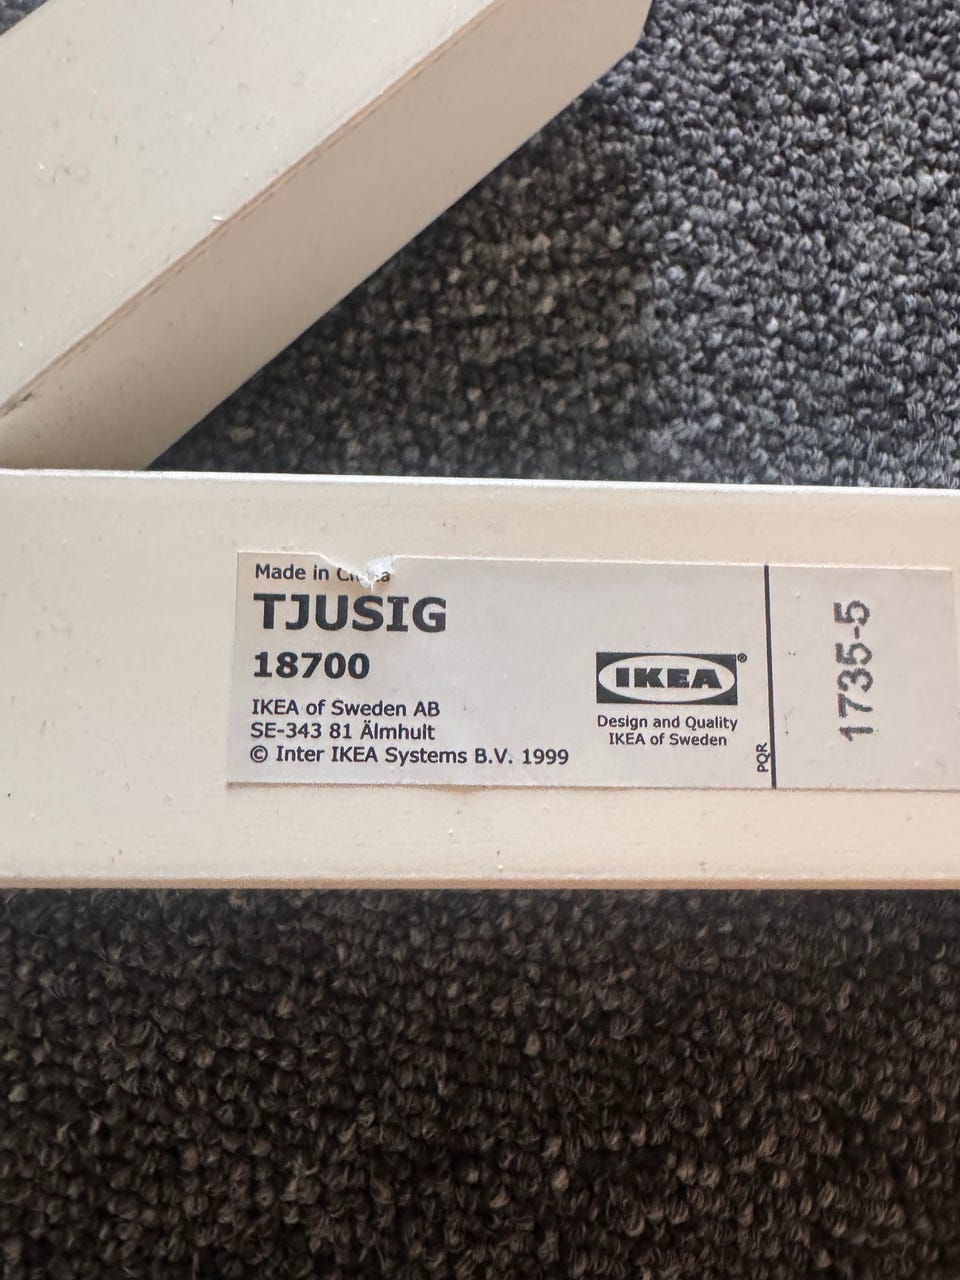 Made in
TJUSIG
18700
IKEA of Sweden AB
SE-343 81 Älmhult
© Inter IKEA Systems B.V. 1999
IKEA®
Design and Quality
IKEA of Sweden
PQR
1735-5